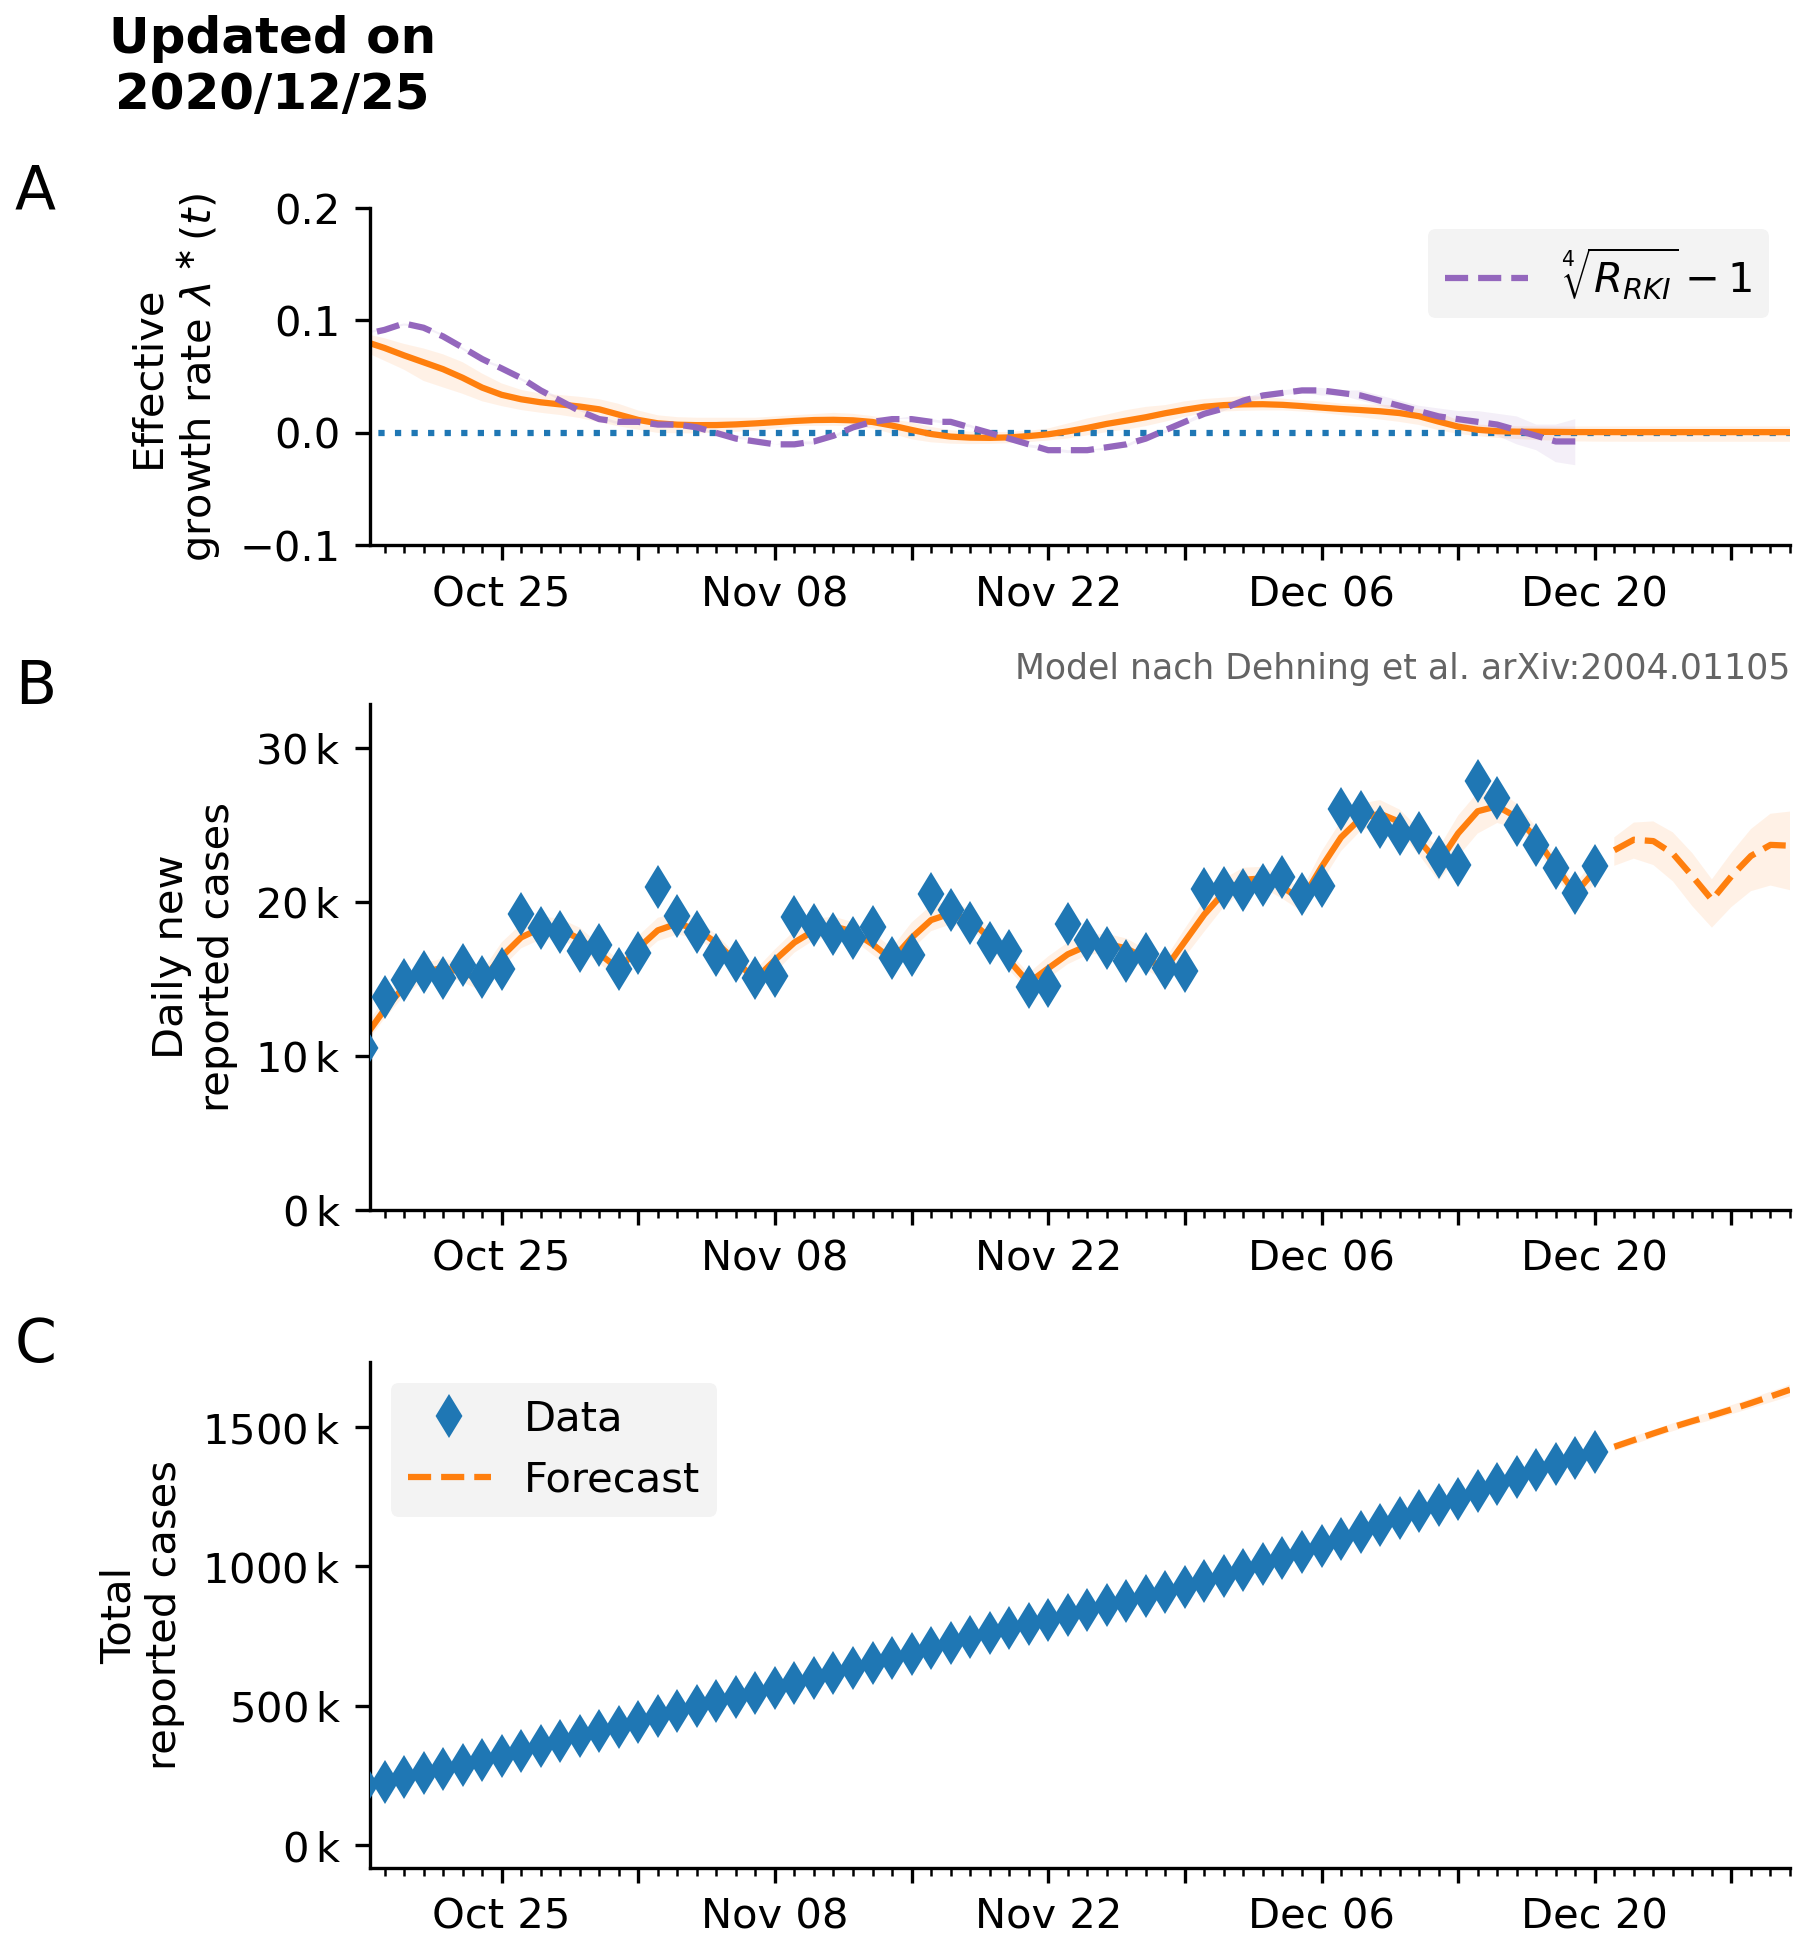 Updated on
2020/12/25
A
Effective
growth rate λ * (t)
0.2
0.1
0.0
−0.1
∜R_RKI − 1
Oct 25 Nov 08 Nov 22 Dec 06 Dec 20
Model nach Dehning et al. arXiv:2004.01105
B
Daily new
reported cases
30 k
20 k
10 k
0 k
Oct 25 Nov 08 Nov 22 Dec 06 Dec 20
C
Total
reported cases
1500 k
1000 k
500 k
0 k
Data
Forecast
Oct 25 Nov 08 Nov 22 Dec 06 Dec 20